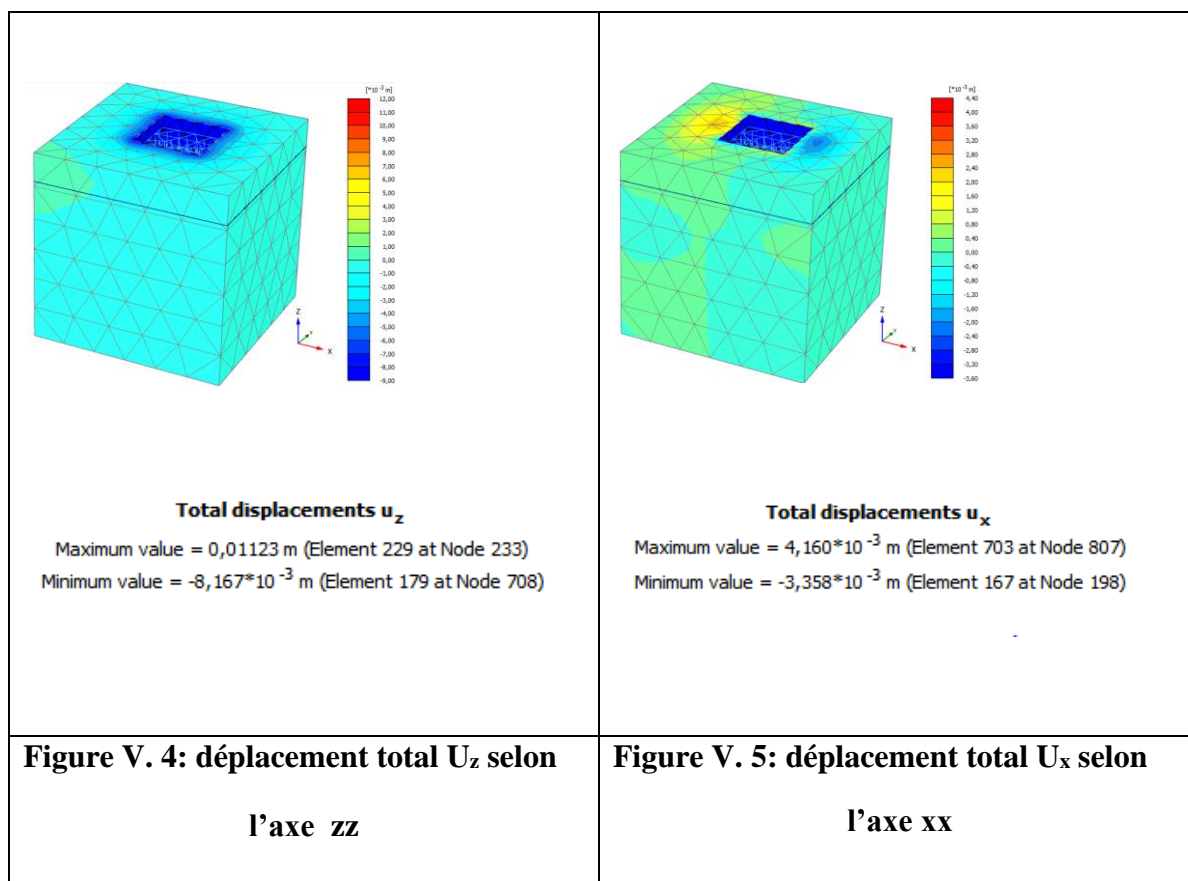 [*10⁻³ m]
12,00
11,00
10,00
9,00
8,00
7,00
6,00
5,00
4,00
3,00
2,00
1,00
0,00
-1,00
-2,00
-3,00
-4,00
-5,00
-6,00
-7,00
-8,00
-9,00
Z
Y
X
Total displacements u_z
Maximum value = 0,01123 m (Element 229 at Node 233)
Minimum value = -8,167*10⁻³ m (Element 179 at Node 708)
Figure V. 4: déplacement total U_z selon
l’axe zz
[*10⁻³ m]
4,40
4,00
3,60
3,20
2,80
2,40
2,00
1,60
1,20
0,80
0,40
0,00
-0,40
-0,80
-1,20
-1,60
-2,00
-2,40
-2,80
-3,20
-3,60
Z
Y
X
Total displacements u_x
Maximum value = 4,160*10⁻³ m (Element 703 at Node 807)
Minimum value = -3,358*10⁻³ m (Element 167 at Node 198)
Figure V. 5: déplacement total U_x selon
l’axe xx